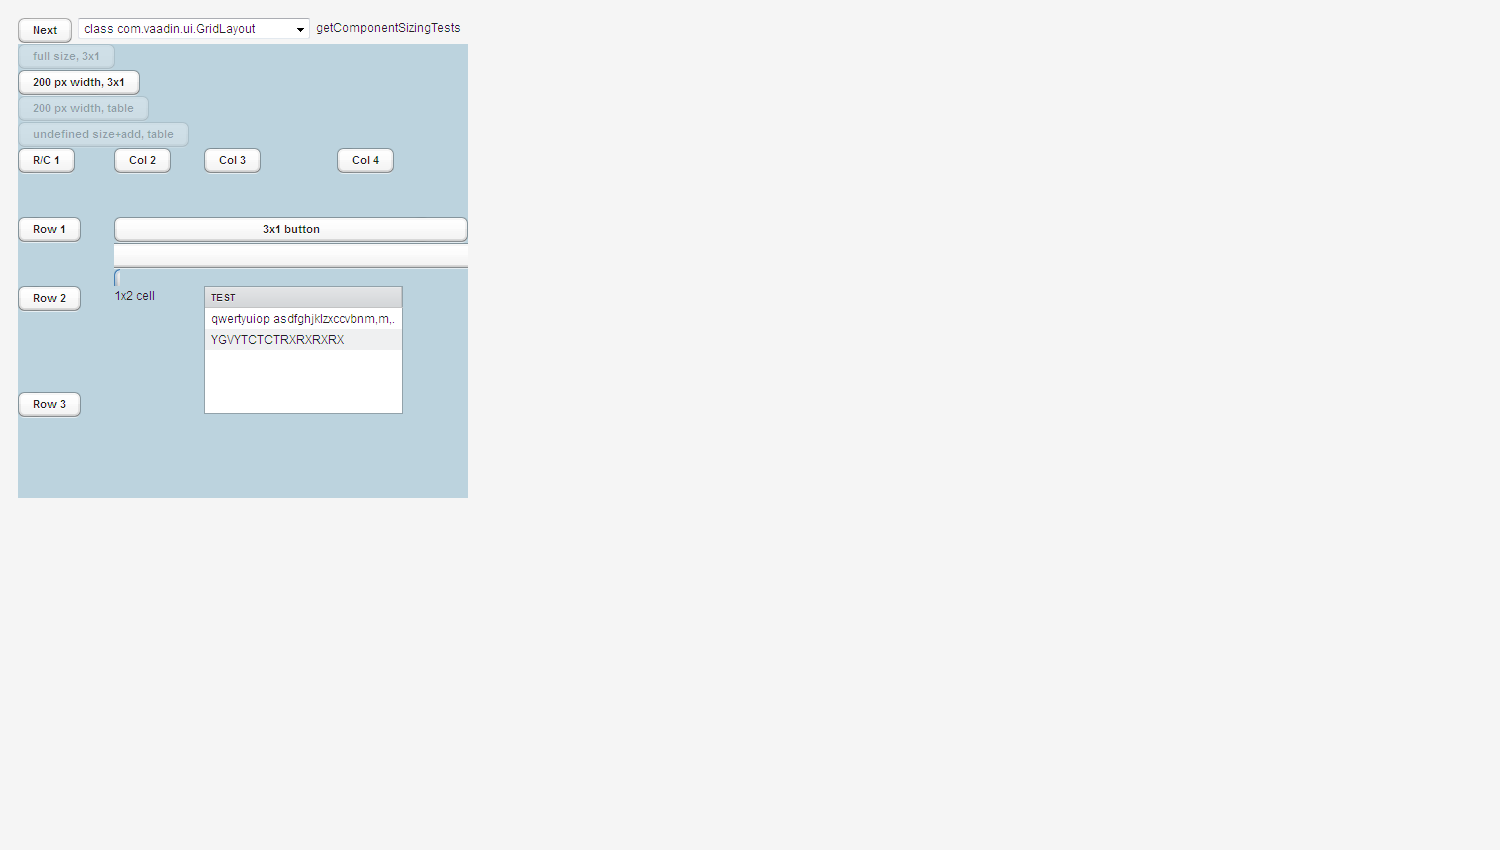 Next class com.vaadin.ui.GridLayout getComponentSizingTests
full size, 3x1
200 px width, 3x1
200 px width, table
undefined size+add, table
R/C 1 Col 2 Col 3 Col 4
Row 1 3x1 button
Row 2 1x2 cell TEST
qwertyuiop asdfghjklzxccvbnm,m,.
YGVYTCTCTRXRXRXRX
Row 3